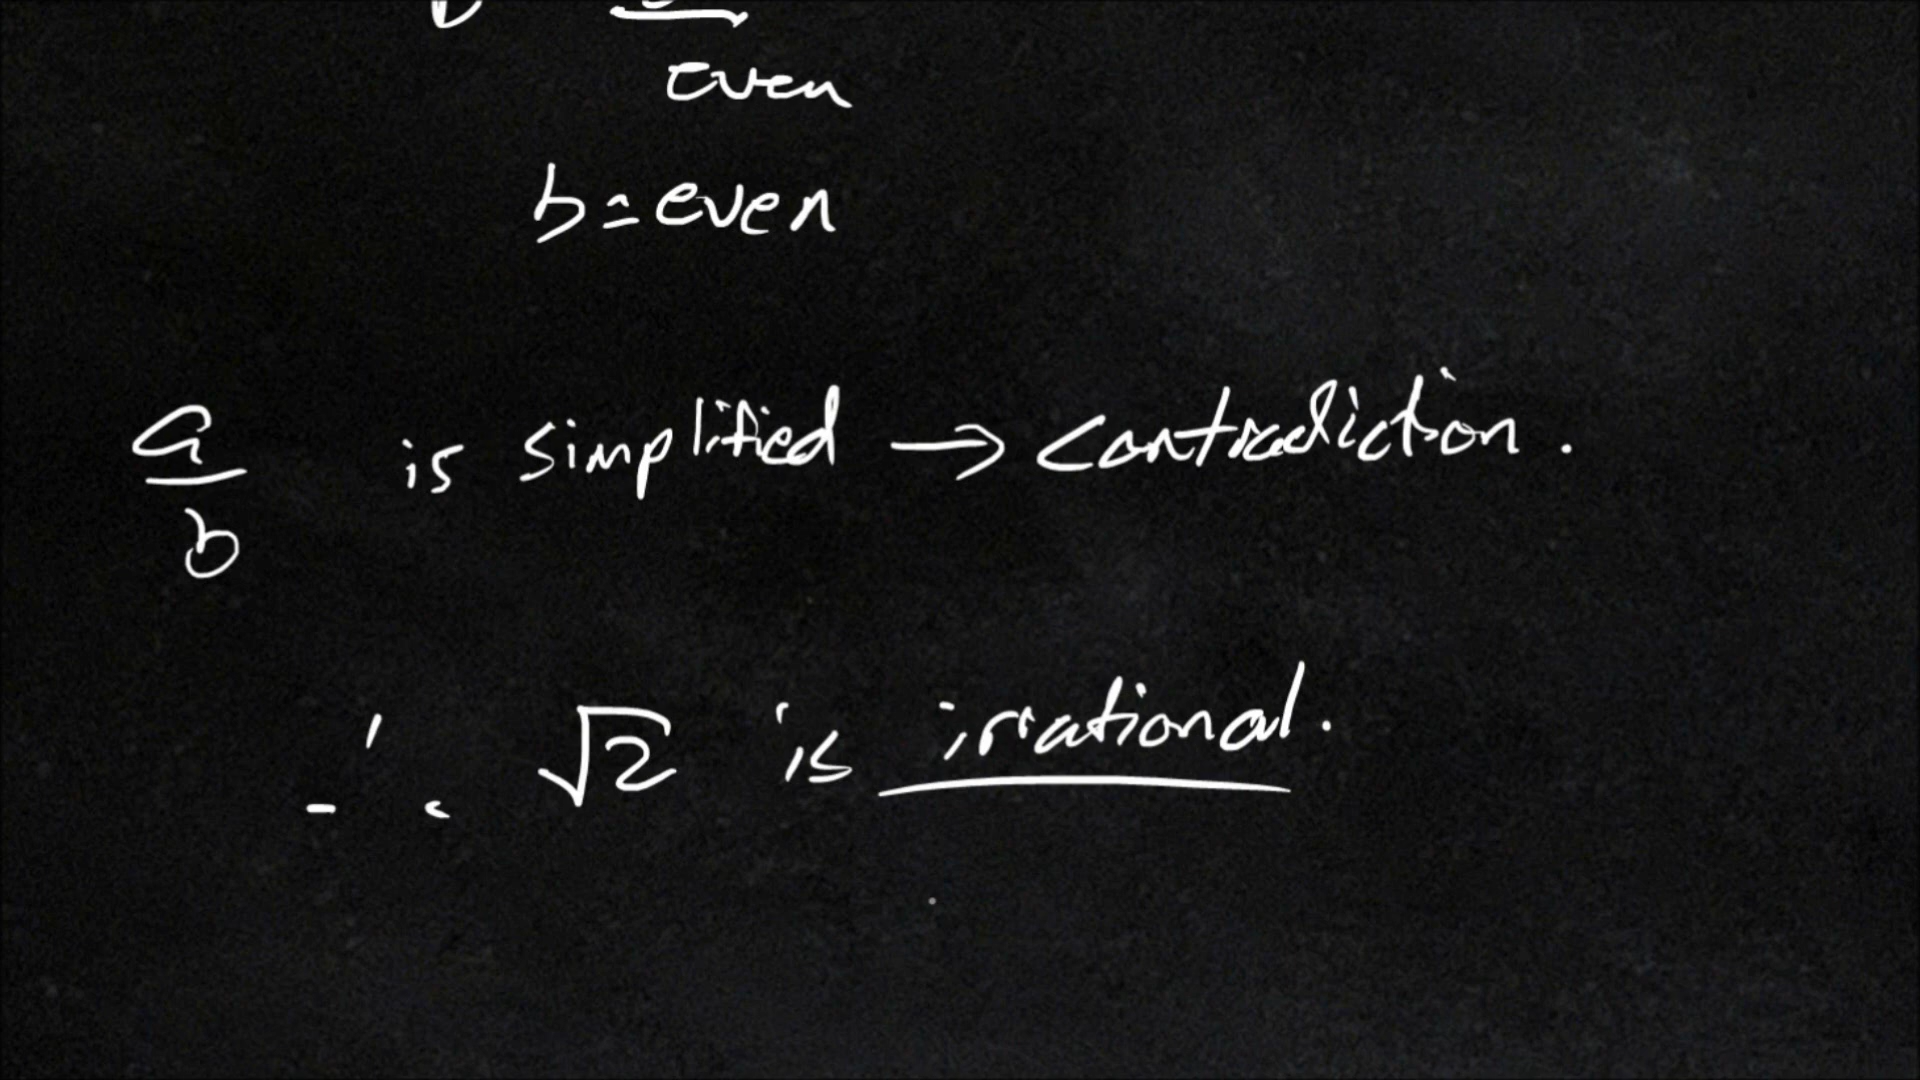 even
b = even
a/b is simplified → contradiction.
∴ √2 is irrational.